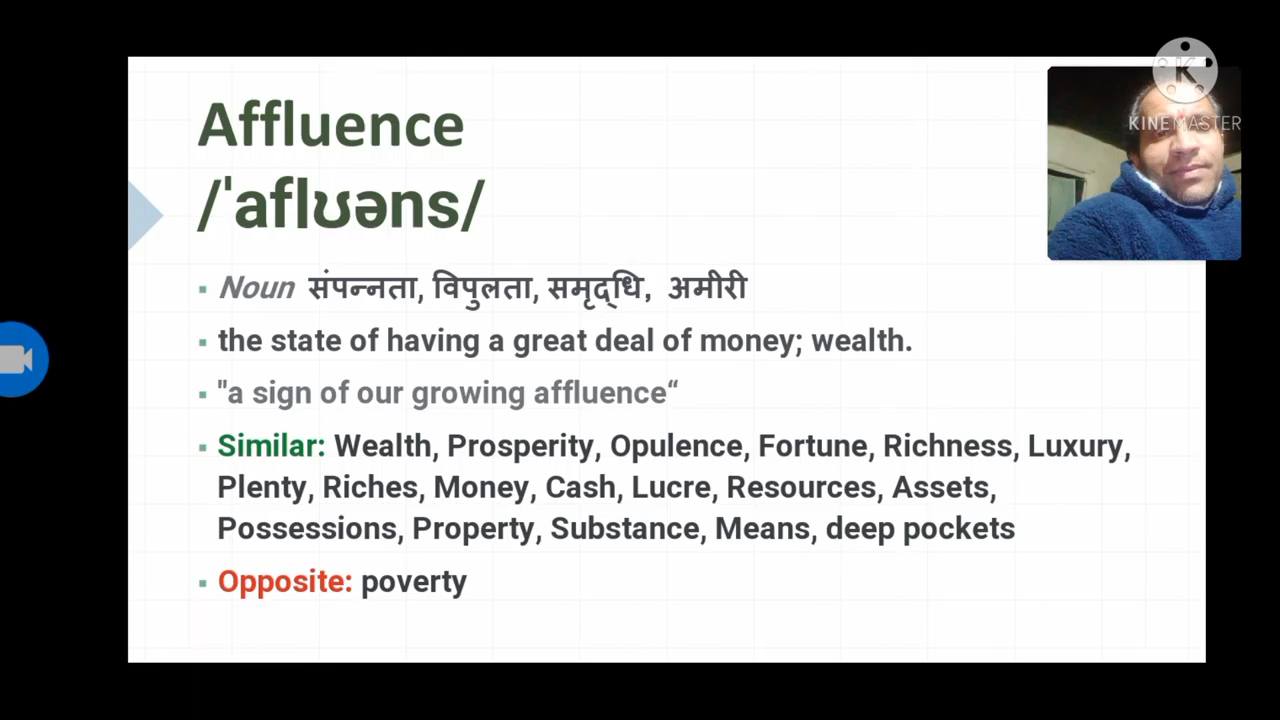 Affluence
/ˈaflʊəns/
Noun संपन्नता, विपुलता, समृद्धि, अमीरी
the state of having a great deal of money; wealth.
"a sign of our growing affluence“
Similar: Wealth, Prosperity, Opulence, Fortune, Richness, Luxury,
Plenty, Riches, Money, Cash, Lucre, Resources, Assets,
Possessions, Property, Substance, Means, deep pockets
Opposite: poverty
K
KINEMASTER